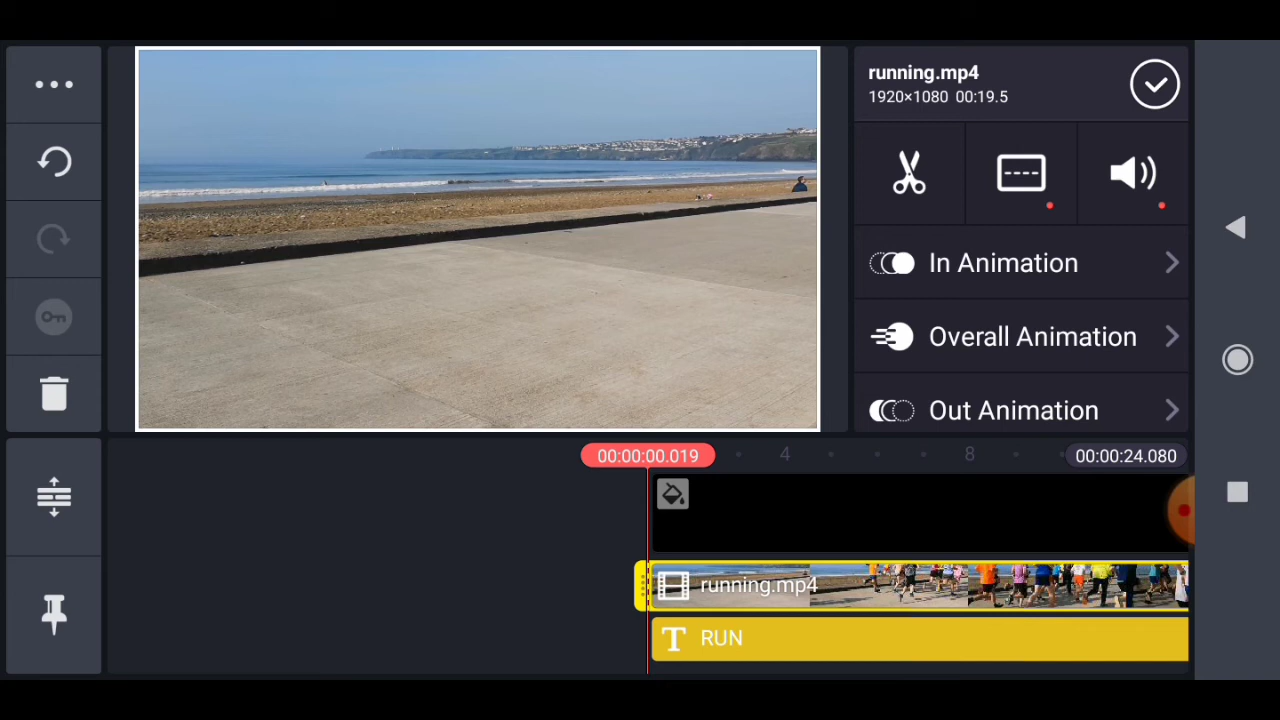 running.mp4
1920×1080 00:19.5
In Animation
Overall Animation
Out Animation
00:00:00.019 4 8 00:00:24.080
running.mp4
T RUN